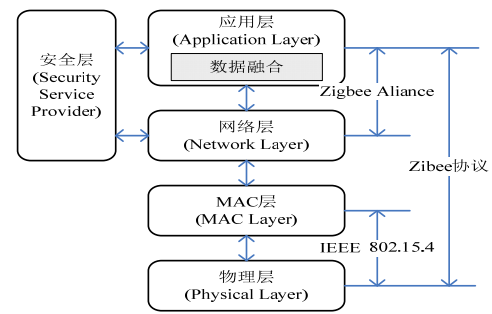 安全层
(Security
Service
Provider)
应用层
(Application Layer)
数据融合
Zigbee Aliance
网络层
(Network Layer)
Zibee协议
MAC层
(MAC Layer)
IEEE 802.15.4
物理层
(Physical Layer)